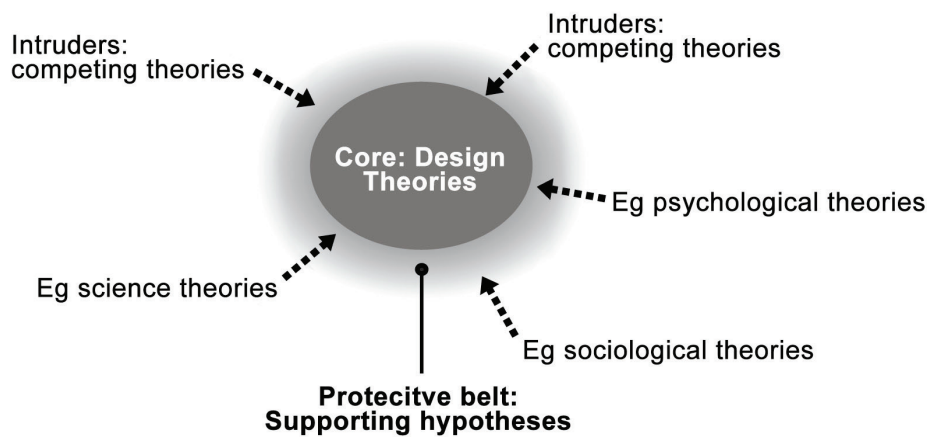 Intruders:
competing theories
Intruders:
competing theories
Core: Design
Theories
Eg psychological theories
Eg science theories
Eg sociological theories
Protecitve belt:
Supporting hypotheses